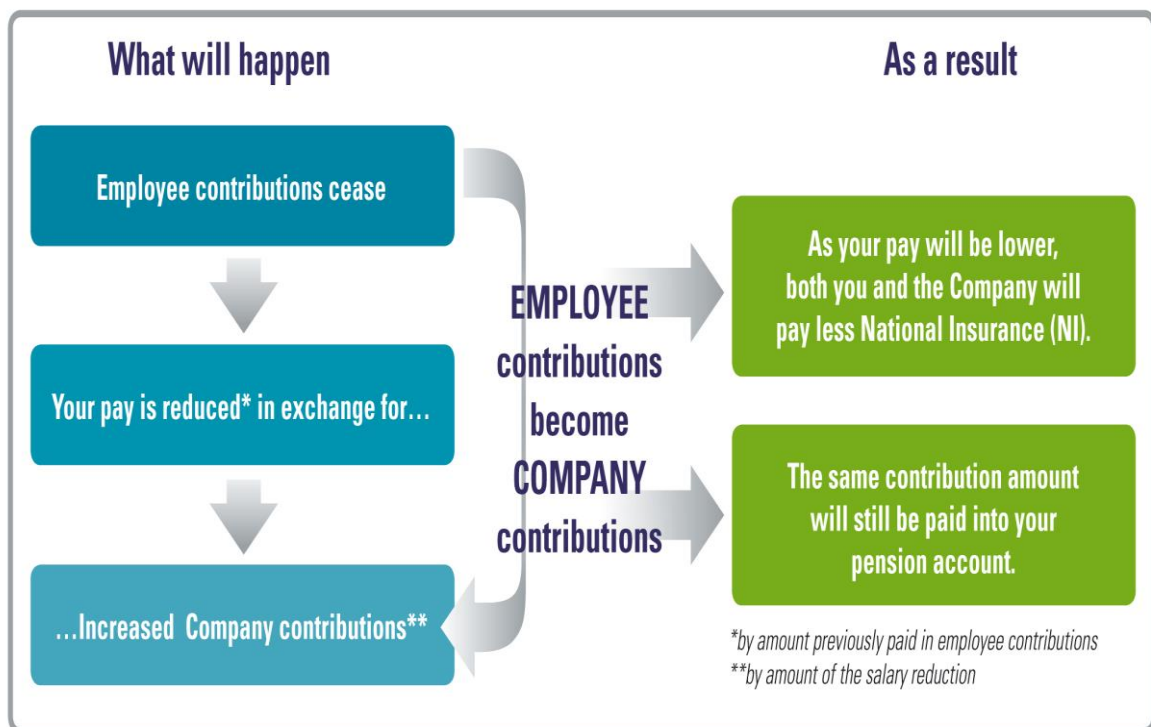 What will happen
Employee contributions cease
Your pay is reduced* in exchange for...
...Increased Company contributions**
EMPLOYEE
contributions
become
COMPANY
contributions
As a result
As your pay will be lower,
both you and the Company will
pay less National Insurance (NI).
The same contribution amount
will still be paid into your
pension account.
*by amount previously paid in employee contributions
**by amount of the salary reduction